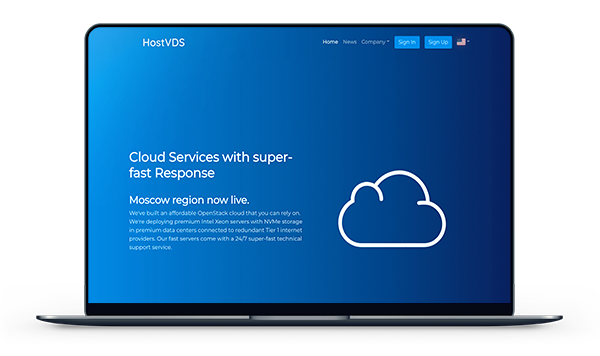 HostVDS
Home News Company Sign In Sign Up
Cloud Services with super-
fast Response
Moscow region now live.
We've built an affordable OpenStack cloud that you can rely on.
We're deploying premium Intel Xeon servers with NVMe storage
in premium data centers connected to redundant Tier 1 internet
providers. Our fast servers come with a 24/7 super-fast technical
support service.